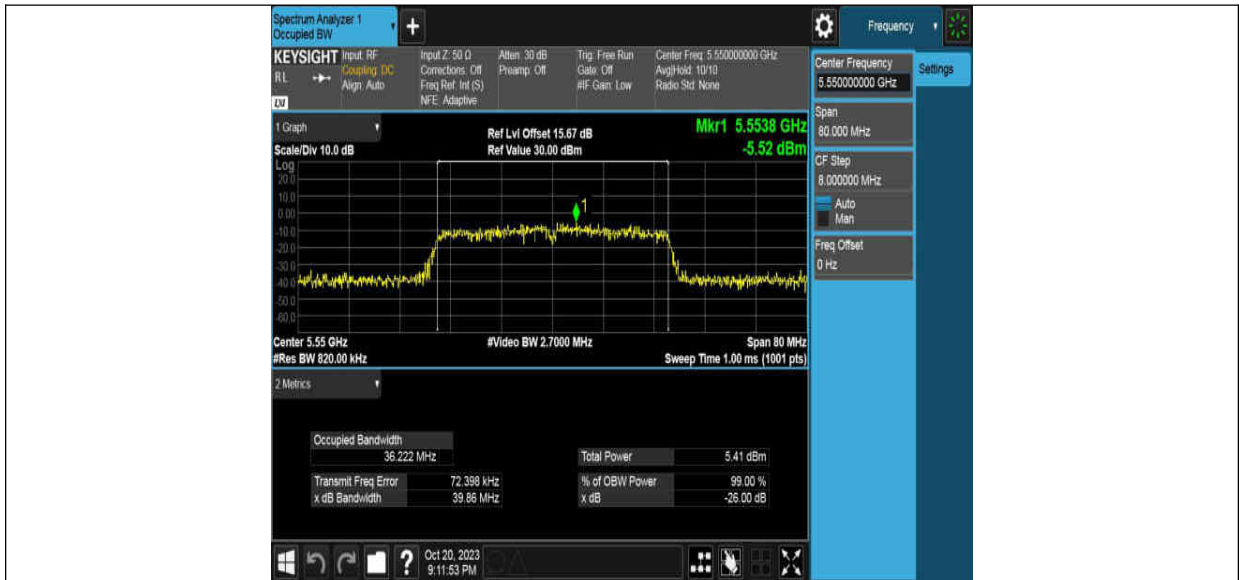 Spectrum Analyzer 1
Occupied BW
+
Frequency
KEYSIGHT
RL
LXI
Input: RF
Coupling: DC
Align: Auto
Input Z: 50 Ω
Corrections: Off
Freq Ref: Int (S)
NFE: Adaptive
Atten: 30 dB
Preamp: Off
Trig: Free Run
Gate: Off
#IF Gain: Low
Center Freq: 5.550000000 GHz
Avg|Hold: 10/10
Radio Std: None
Center Frequency
5.550000000 GHz
Settings
Span
80.000 MHz
CF Step
8.000000 MHz
Auto
Man
Freq Offset
0 Hz
1 Graph
Scale/Div 10.0 dB
Ref Lvl Offset 15.67 dB
Ref Value 30.00 dBm
Mkr1 5.5538 GHz
-5.52 dBm
Log
20.0
10.0
0.00
-10.0
-20.0
-30.0
-40.0
-50.0
-60.0
1
Center 5.55 GHz
#Video BW 2.7000 MHz
Span 80 MHz
#Res BW 820.00 kHz
Sweep Time 1.00 ms (1001 pts)
2 Metrics
Occupied Bandwidth
36.222 MHz
Total Power 5.41 dBm
Transmit Freq Error 72.398 kHz
% of OBW Power 99.00 %
x dB Bandwidth 39.86 MHz
x dB -26.00 dB
?
Oct 20, 2023
9:11:53 PM